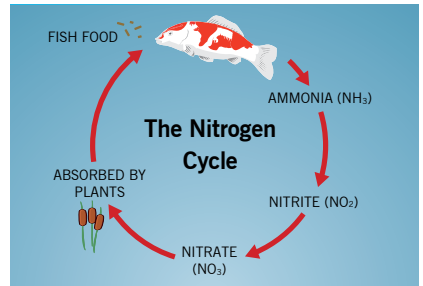 FISH FOOD
AMMONIA (NH₃)
The Nitrogen
Cycle
ABSORBED BY
PLANTS
NITRITE (NO₂)
NITRATE
(NO₃)